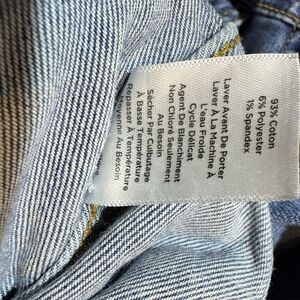 93% Coton
6% Polyester
1% Spandex
Laver Avant De Porter
Laver À La Machine À
L'eau Froide
Cycle Délicat
Agent De Blanchiment
Non Chloré Seulement
Au Besoin
Sécher Par Culbutage
À Basse Température
Repasser À Température
Moyenne Au Besoin